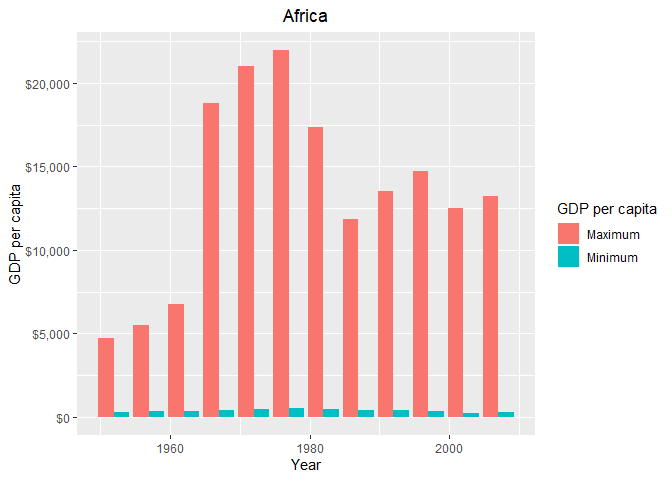 Africa
$20,000
$15,000
$10,000
$5,000
$0
GDP per capita
1960
1980
2000
Year
GDP per capita
Maximum
Minimum